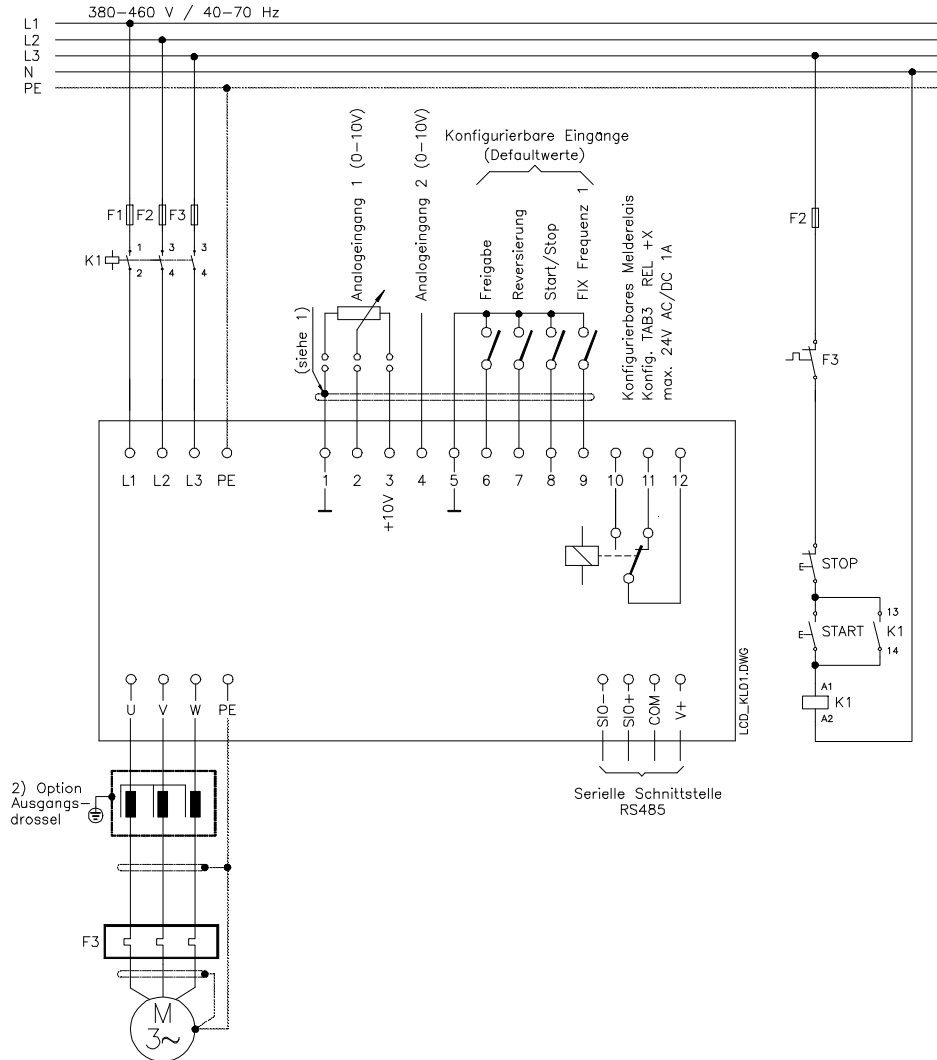 380-460 V / 40-70 Hz
L1
L2
L3
N
PE
F1
F2
F3
K1
1
3
3
2
4
4
(siehe 1)
Analogeingang 1 (0-10V)
Analogeingang 2 (0-10V)
Konfigurierbare Eingänge
(Defaultwerte)
Freigabe
Reversierung
Start/Stop
FIX Frequenz 1
Konfigurierbares Melderelais
Konfig. TAB3 REL +X
max. 24V AC/DC 1A
F2
F3
L1
L2
L3
PE
1
2
3
4
5
6
7
8
9
10
11
12
+10V
STOP
START
13
K1
14
A1
K1
A2
U
V
W
PE
SIO-
SIO+
COM
V+
LCD_KLD1.DWG
Serielle Schnittstelle
RS485
2) Option
Ausgangs-
drossel
F3
M
3~